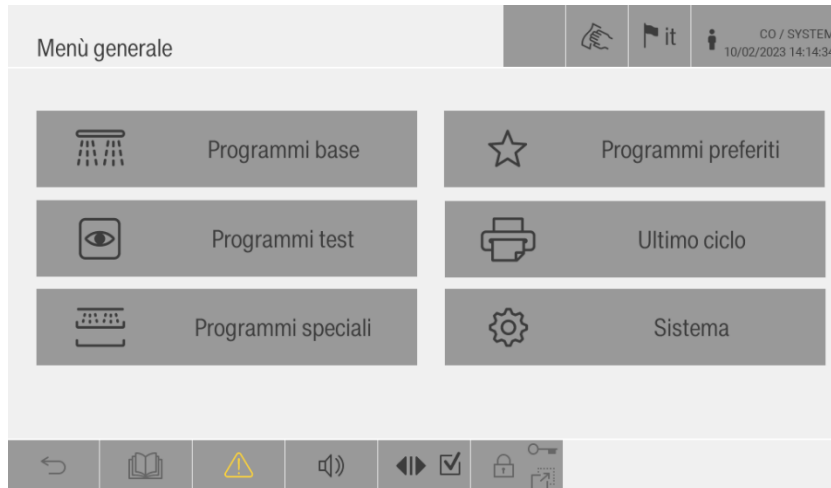 Menù generale
it
CO / SYSTEM
10/02/2023 14:14:34
Programmi base
Programmi preferiti
Programmi test
Ultimo ciclo
Programmi speciali
Sistema